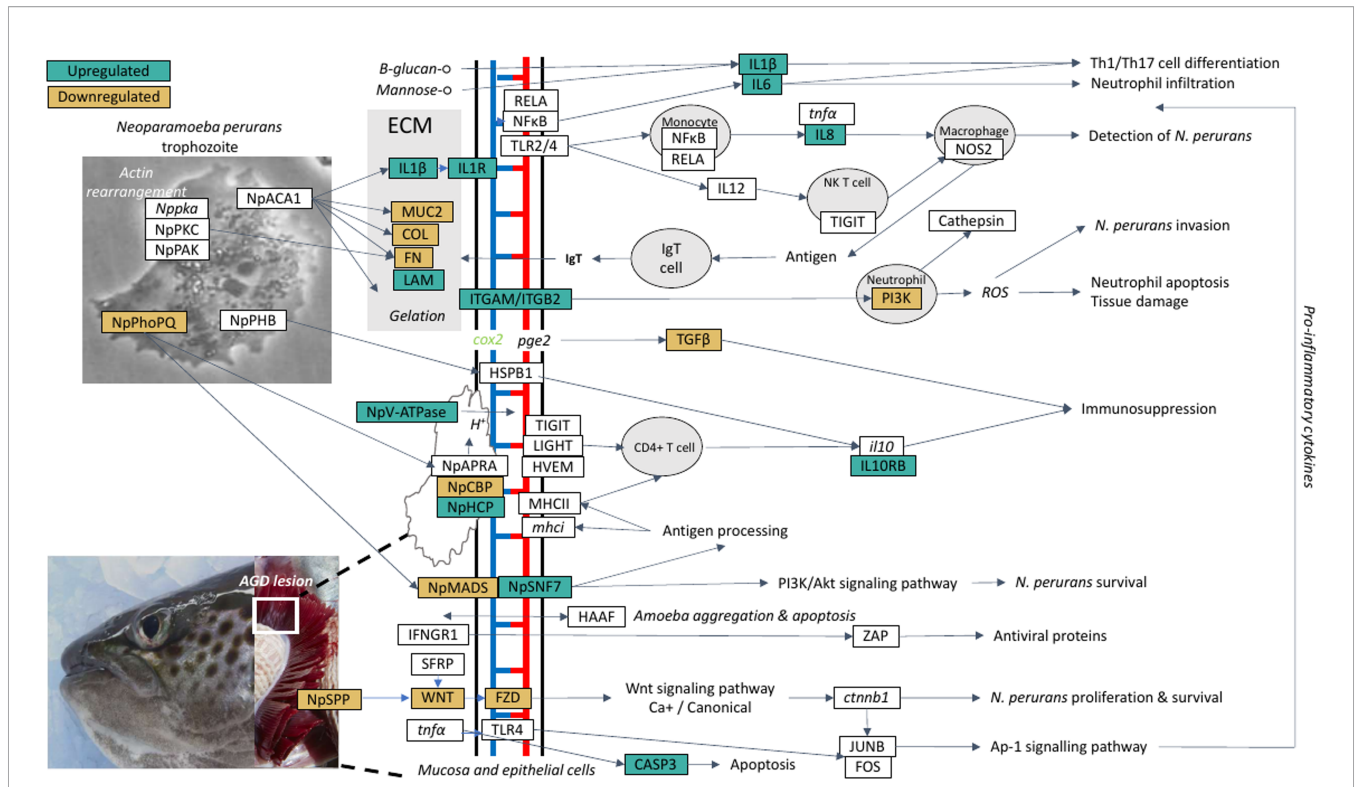 Upregulated
Downregulated
Neoparamoeba perurans
trophozoite
Actin
rearrangement
Nppka
NpPKC
NpPAK
NpACA1
NpPhoPQ
NpPHB
ECM
IL1β
IL1R
MUC2
COL
FN
LAM
Gelation
B-glucan
Mannose
RELA
NFκB
TLR2/4
IL1β
IL6
Th1/Th17 cell differentiation
Neutrophil infiltration
Monocyte
NFκB
RELA
tnfα
IL8
Macrophage
NOS2
Detection of N. perurans
IL12
NK T cell
TIGIT
Cathepsin
IgT
IgT
cell
Antigen
N. perurans invasion
Neutrophil
PI3K
ROS
Neutrophil apoptosis
Tissue damage
ITGAM/ITGB2
cox2
pge2
TGFβ
HSPB1
Immunosuppression
NpV-ATPase
H+
TIGIT
LIGHT
HVEM
CD4+ T cell
il10
IL10RB
NpAPRA
NpCBP
NpHCP
MHCII
mhci
Antigen processing
Pro-inflammatory cytokines
AGD lesion
NpMADS
NpSNF7
PI3K/Akt signaling pathway
N. perurans survival
HAAF
Amoeba aggregation & apoptosis
IFNGR1
ZAP
Antiviral proteins
SFRP
NpSPP
WNT
FZD
Wnt signaling pathway
Ca+ / Canonical
ctnnb1
N. perurans proliferation & survival
tnfα
TLR4
JUNB
FOS
Ap-1 signalling pathway
CASP3
Apoptosis
Mucosa and epithelial cells